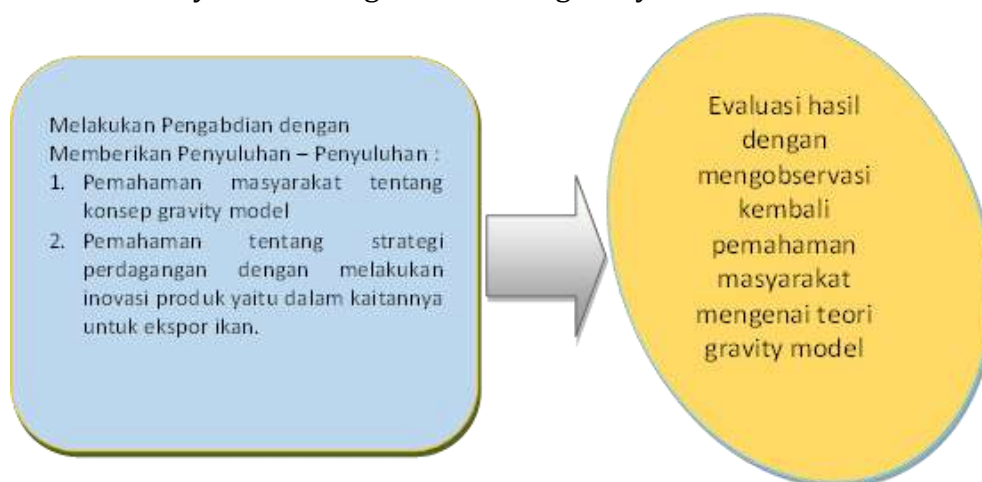 Melakukan Pengabdian dengan
Memberikan Penyuluhan – Penyuluhan :
1. Pemahaman masyarakat tentang
konsep gravity model
2. Pemahaman tentang strategi
perdagangan dengan melakukan
inovasi produk yaitu dalam kaitannya
untuk ekspor ikan.
Evaluasi hasil
dengan
mengobservasi
kembali
pemahaman
masyarakat
mengenai teori
gravity model